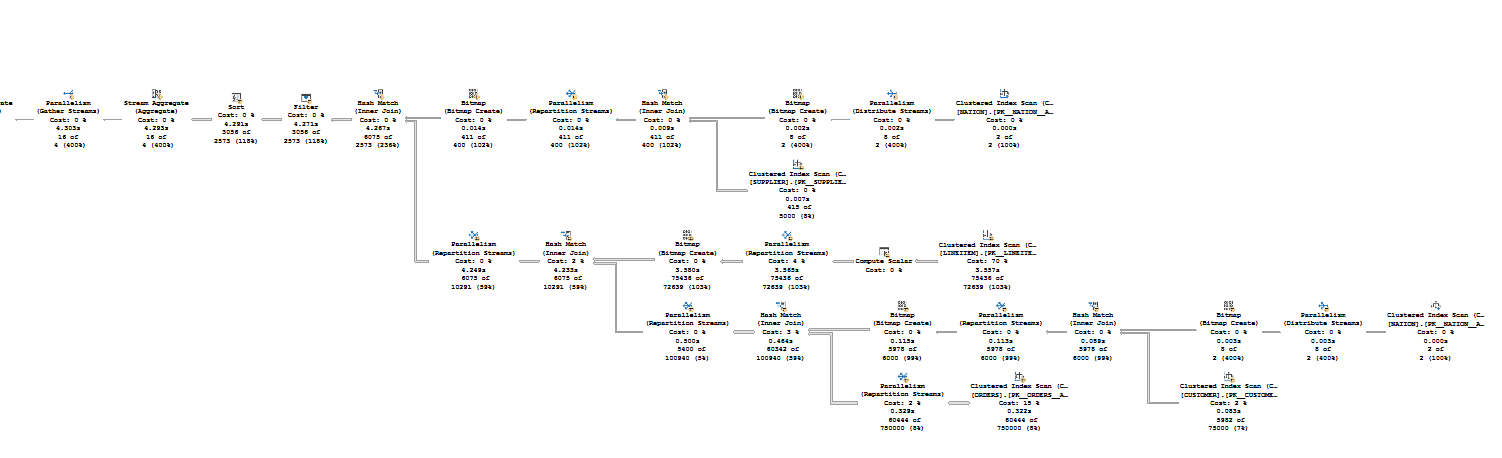 gate
Parallelism
(Gather Streams)
Cost: 0 %
4.303s
16 of
4 (400%)
Stream Aggregate
(Aggregate)
Cost: 0 %
4.293s
16 of
4 (400%)
Sort
Cost: 0 %
4.291s
3056 of
2573 (118%)
Filter
Cost: 0 %
4.271s
3056 of
2573 (118%)
Hash Match
(Inner Join)
Cost: 0 %
4.267s
6075 of
2573 (236%)
Bitmap
(Bitmap Create)
Cost: 0 %
0.014s
411 of
400 (102%)
Parallelism
(Repartition Streams)
Cost: 0 %
0.014s
411 of
400 (102%)
Hash Match
(Inner Join)
Cost: 0 %
0.009s
411 of
400 (102%)
Bitmap
(Bitmap Create)
Cost: 0 %
0.002s
8 of
2 (400%)
Parallelism
(Distribute Streams)
Cost: 0 %
0.002s
8 of
2 (400%)
Clustered Index Scan (C…
[NATION].[PK__NATION__A…
Cost: 0 %
0.000s
2 of
2 (100%)
Clustered Index Scan (C…
[SUPPLIER].[PK__SUPPLIE…
Cost: 0 %
0.007s
415 of
5000 (8%)
Parallelism
(Repartition Streams)
Cost: 0 %
4.249s
6075 of
10291 (59%)
Hash Match
(Inner Join)
Cost: 2 %
4.233s
6075 of
10291 (59%)
Bitmap
(Bitmap Create)
Cost: 0 %
3.580s
75436 of
72639 (103%)
Parallelism
(Repartition Streams)
Cost: 4 %
3.565s
75436 of
72639 (103%)
Compute Scalar
Cost: 0 %
Clustered Index Scan (C…
[LINEITEM].[PK__LINEITE…
Cost: 70 %
3.557s
75436 of
72639 (103%)
Parallelism
(Repartition Streams)
Cost: 0 %
0.500s
5400 of
100940 (5%)
Hash Match
(Inner Join)
Cost: 3 %
0.464s
60342 of
100940 (59%)
Bitmap
(Bitmap Create)
Cost: 0 %
0.115s
5978 of
6000 (99%)
Parallelism
(Repartition Streams)
Cost: 0 %
0.113s
5978 of
6000 (99%)
Hash Match
(Inner Join)
Cost: 0 %
0.089s
5978 of
6000 (99%)
Bitmap
(Bitmap Create)
Cost: 0 %
0.003s
8 of
2 (400%)
Parallelism
(Distribute Streams)
Cost: 0 %
0.003s
8 of
2 (400%)
Clustered Index Scan (C…
[NATION].[PK__NATION__A…
Cost: 0 %
0.000s
2 of
2 (100%)
Parallelism
(Repartition Streams)
Cost: 2 %
0.329s
60444 of
750000 (8%)
Clustered Index Scan (C…
[ORDERS].[PK__ORDERS__A…
Cost: 15 %
0.322s
60444 of
750000 (8%)
Clustered Index Scan (C…
[CUSTOMER].[PK__CUSTOME…
Cost: 2 %
0.083s
5982 of
75000 (7%)